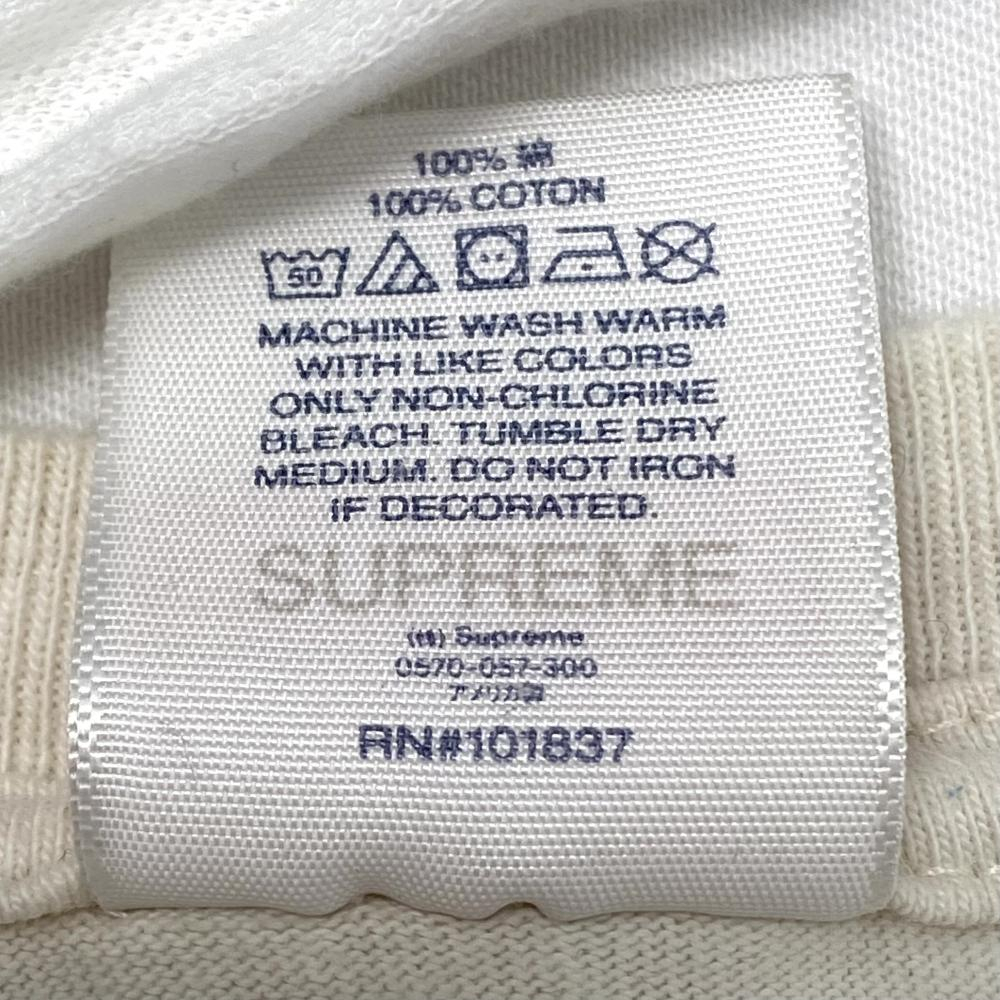 100% 綿
100% COTON
50
MACHINE WASH WARM
WITH LIKE COLORS
ONLY NON-CHLORINE
BLEACH. TUMBLE DRY
MEDIUM. DO NOT IRON
IF DECORATED.
SUPREME
(株) Supreme
0570-057-300
アメリカ製
RN#101837